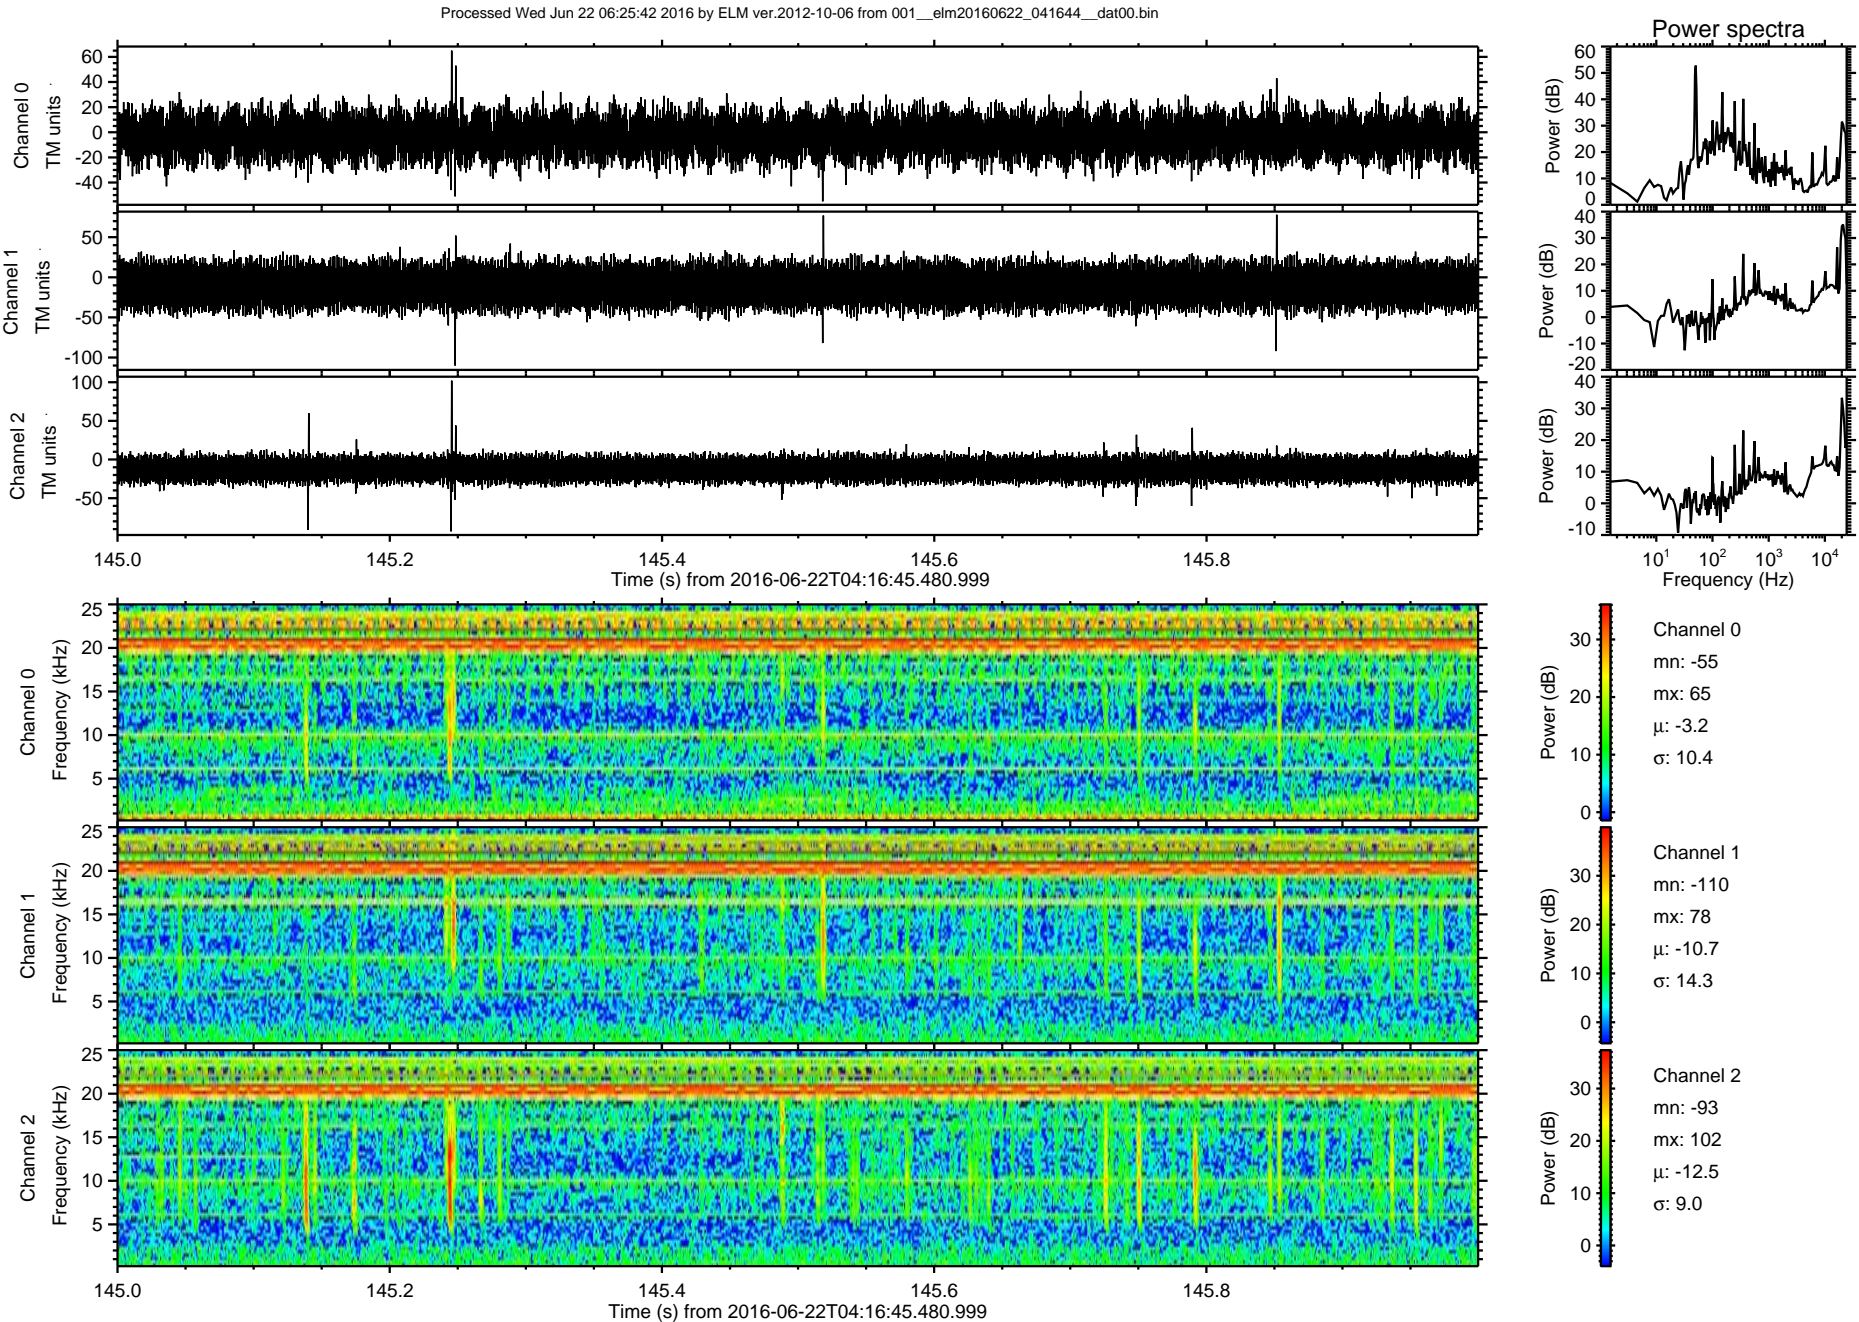 Processed Wed Jun 22 06:25:42 2016 by ELM ver.2012-10-06 from 001__elm20160622_041644__dat00.bin
Power spectra
Channel 0
TM units
60
40
20
0
-20
-40
Power (dB)
60
50
40
30
20
10
0
Channel 1
TM units
50
0
-50
-100
Power (dB)
40
30
20
10
0
-10
-20
Channel 2
TM units
100
50
0
-50
Power (dB)
40
30
20
10
0
-10
145.0 145.2 145.4 145.6 145.8
Time (s) from 2016-06-22T04:16:45.480.999
10^1 10^2 10^3 10^4
Frequency (Hz)
Channel 0
Frequency (kHz)
25
20
15
10
5
Power (dB)
30
20
10
0
Channel 0
mn: -55
mx: 65
μ: -3.2
σ: 10.4
Channel 1
Frequency (kHz)
25
20
15
10
5
Power (dB)
30
20
10
0
Channel 1
mn: -110
mx: 78
μ: -10.7
σ: 14.3
Channel 2
Frequency (kHz)
25
20
15
10
5
Power (dB)
30
20
10
0
Channel 2
mn: -93
mx: 102
μ: -12.5
σ: 9.0
145.0 145.2 145.4 145.6 145.8
Time (s) from 2016-06-22T04:16:45.480.999